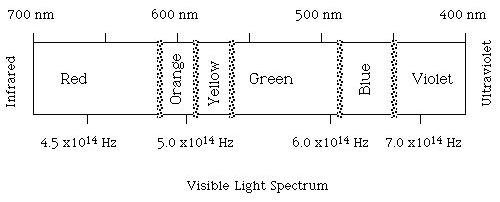 700 nm 600 nm 500 nm 400 nm
Infrared Red Orange Yellow Green Blue Violet Ultraviolet
4.5 x10¹⁴ Hz 5.0 x10¹⁴ Hz 6.0 x10¹⁴ Hz 7.0 x10¹⁴ Hz
Visible Light Spectrum